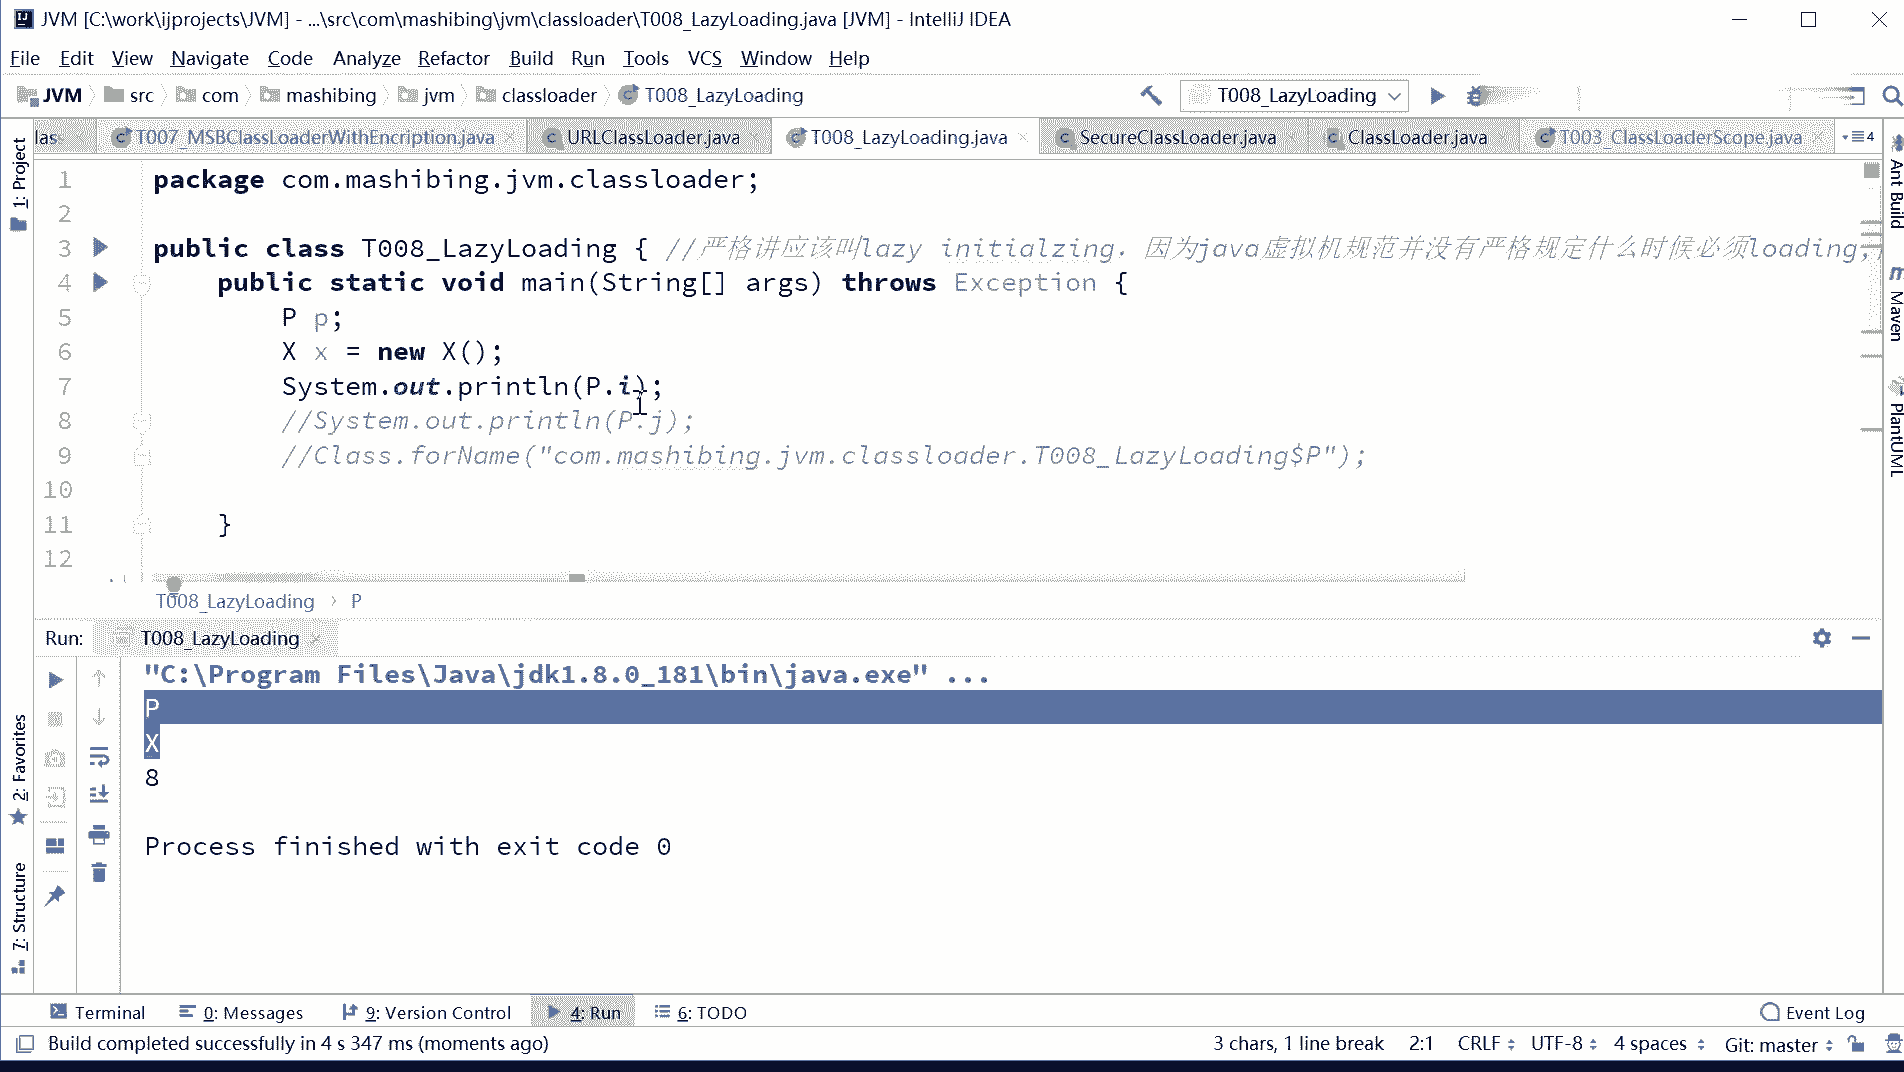 JVM [C:\work\ijprojects\JVM] - ...\src\com\mashibing\jvm\classloader\T008_LazyLoading.java [JVM] - IntelliJ IDEA
File Edit View Navigate Code Analyze Refactor Build Run Tools VCS Window Help
JVM src com mashibing jvm classloader T008_LazyLoading T008_LazyLoading
las T007_MSBClassLoaderWithEncription.java URLClassLoader.java T008_LazyLoading.java SecureClassLoader.java ClassLoader.java T003_ClassLoaderScope.java 4
1 package com.mashibing.jvm.classloader;
2
3 public class T008_LazyLoading { //严格讲应该叫lazy initialzing. 因为java虚拟机规范并没有严格规定什么时候必须loading,
4 public static void main(String[] args) throws Exception {
5 P p;
6 X x = new X();
7 System.out.println(P.i);
8 //System.out.println(P.j);
9 //Class.forName("com.mashibing.jvm.classloader.T008_LazyLoading$P");
10
11 }
12
T008_LazyLoading › P
Run: T008_LazyLoading
"C:\Program Files\Java\jdk1.8.0_181\bin\java.exe" ...
P
X
8
Process finished with exit code 0
1: Project
2: Favorites
7: Structure
Ant Build
Maven
PlantUML
Terminal 0: Messages 9: Version Control 4: Run 6: TODO Event Log
Build completed successfully in 4 s 347 ms (moments ago) 3 chars, 1 line break 2:1 CRLF UTF-8 4 spaces Git: master